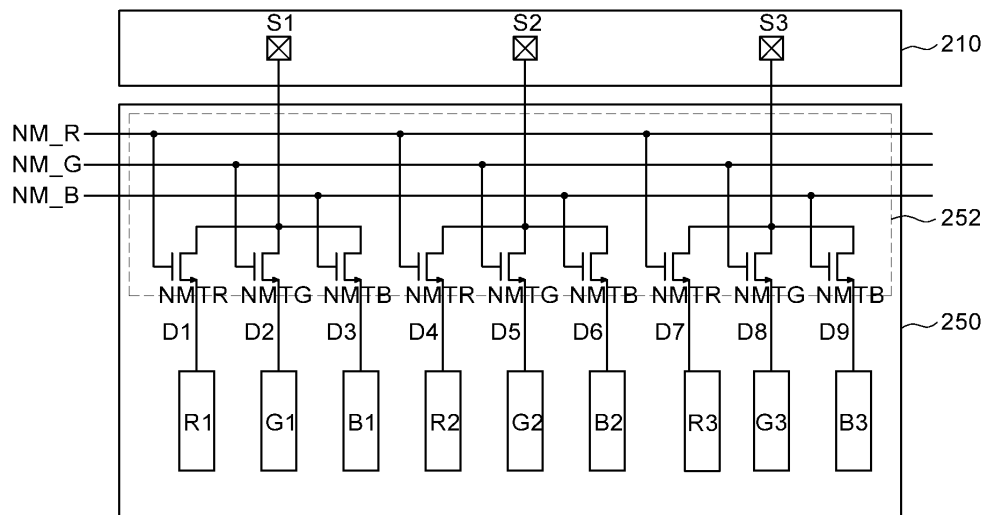 S1 S2 S3
210
NM_R
NM_G
NM_B
252
NMTR NMTG NMTB NMTR NMTG NMTB NMTR NMTG NMTB
D1 D2 D3 D4 D5 D6 D7 D8 D9
250
R1 G1 B1 R2 G2 B2 R3 G3 B3